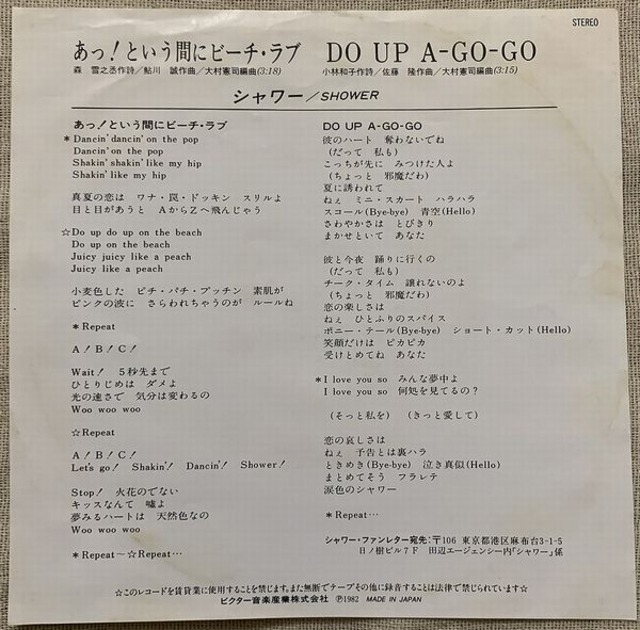 STEREO
あっ!という間にビーチ・ラブ
森 雪之丞作詩/鮎川 誠作曲/大村憲司編曲(3:18)
DO UP A-GO-GO
小林和子作詩/佐藤 隆作曲/大村憲司編曲(3:15)
シャワー/SHOWER
あっ!という間にビーチ・ラブ
*Dancin' dancin' on the pop
Dancin' on the pop
Shakin' shakin' like my hip
Shakin' like my hip
真夏の恋は ワナ・罠・ドッキン スリルよ
目と目があうと AからZへ飛んじゃう
☆Do up do up on the beach
Do up on the beach
Juicy juicy like a peach
Juicy like a peach
小麦色した ピチ・パチ・プッチン 素肌が
ピンクの波に さらわれちゃうのが ルールね
*Repeat
A!B!C!
Wait! 5秒先まで
ひとりじめは ダメよ
光の速さで 気分は変わるの
Woo woo woo
☆Repeat
A!B!C!
Let's go! Shakin'! Dancin'! Shower!
Stop! 火花のでない
キッスなんて 嘘よ
夢みるハートは 天然色なの
Woo woo woo
*Repeat~☆Repeat…
DO UP A-GO-GO
彼のハート 奪わないでね
(だって 私も)
こっちが先に みつけた人よ
(ちょっと 邪魔だわ)
夏に誘われて
ねぇ ミニ・スカート ハラハラ
スコール(Bye-bye) 青空(Hello)
さわやかさは とびきり
まかせといて あなた
彼と今夜 踊りに行くの
(だって 私も)
チーク・タイム 譲れないのよ
(ちょっと 邪魔だわ)
恋の楽しさは
ねぇ ひとふりのスパイス
ポニー・テール(Bye-bye) ショート・カット(Hello)
笑顔だけは ピカピカ
受けとめてね あなた
*I love you so みんな夢中よ
I love you so 何処を見てるの?
(そっと私を) (きっと愛して)
恋の哀しさは
ねぇ 予告とは裏ハラ
ときめき(Bye-bye) 泣き真似(Hello)
まとめてそう フラレテ
涙色のシャワー
*Repeat…
シャワー・ファンレター宛先:〒106 東京都港区麻布台3-1-5
日ノ樹ビル7F 田辺エージェンシー内「シャワー」係
☆このレコードを賃貸業に使用することを禁じます。また無断でテープその他に録音することは法律で禁じられています☆
ビクター音楽産業株式会社 Ⓟ1982 MADE IN JAPAN